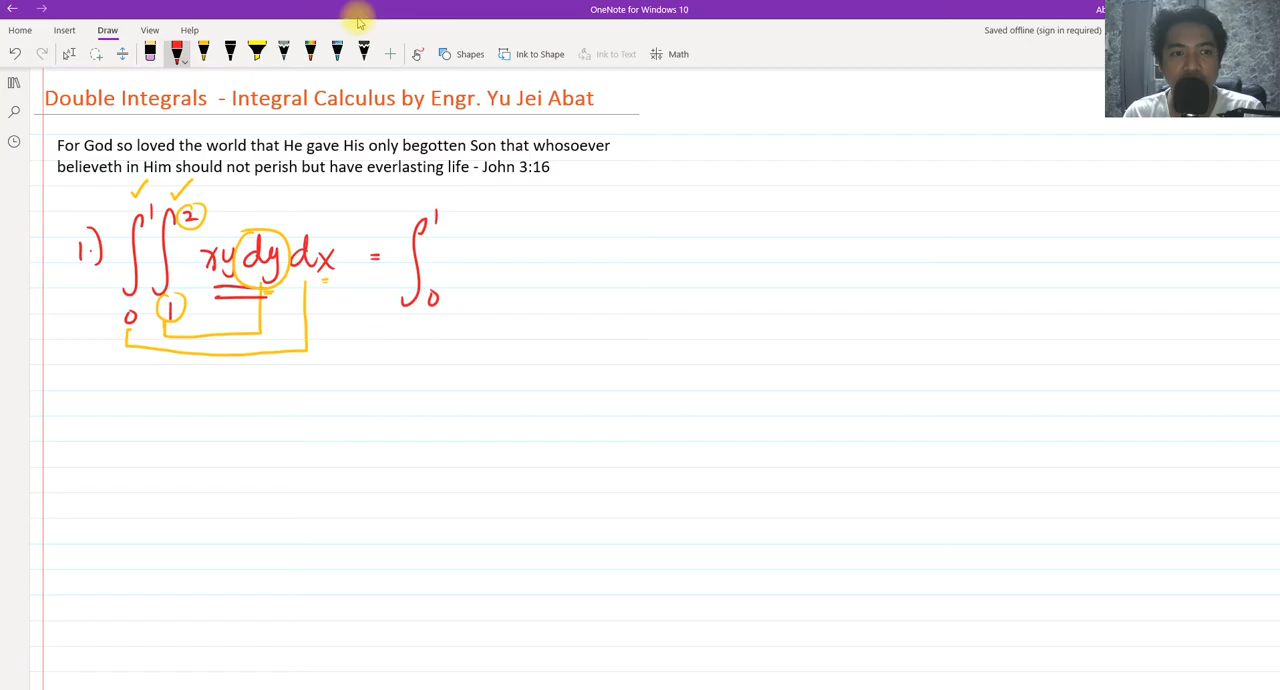 OneNote for Windows 10
Ab
Home Insert Draw View Help
Saved offline (sign in required)
Shapes Ink to Shape Ink to Text Math
Double Integrals - Integral Calculus by Engr. Yu Jei Abat
For God so loved the world that He gave His only begotten Son that whosoever
believeth in Him should not perish but have everlasting life - John 3:16
1.) ∫₀¹ ∫₁² xy dy dx = ∫₀¹